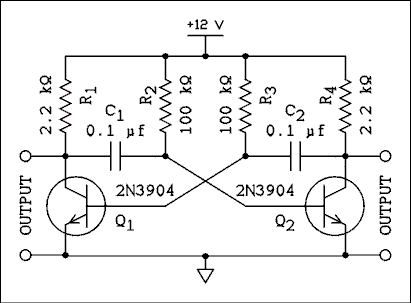 +12 V
2.2 kΩ
R1
C1
0.1 µf
R2
100 kΩ
100 kΩ
R3
C2
0.1 µf
R4
2.2 kΩ
OUTPUT
2N3904
Q1
2N3904
Q2
OUTPUT